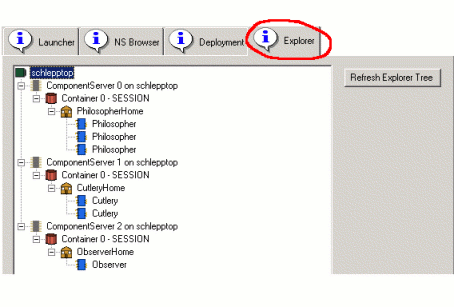 Launcher NS Browser Deployment Explorer
schlepptop
Refresh Explorer Tree
ComponentServer 0 on schlepptop
Container 0 - SESSION
PhilosopherHome
Philosopher
Philosopher
Philosopher
ComponentServer 1 on schlepptop
Container 0 - SESSION
CutleryHome
Cutlery
Cutlery
ComponentServer 2 on schlepptop
Container 0 - SESSION
ObserverHome
Observer